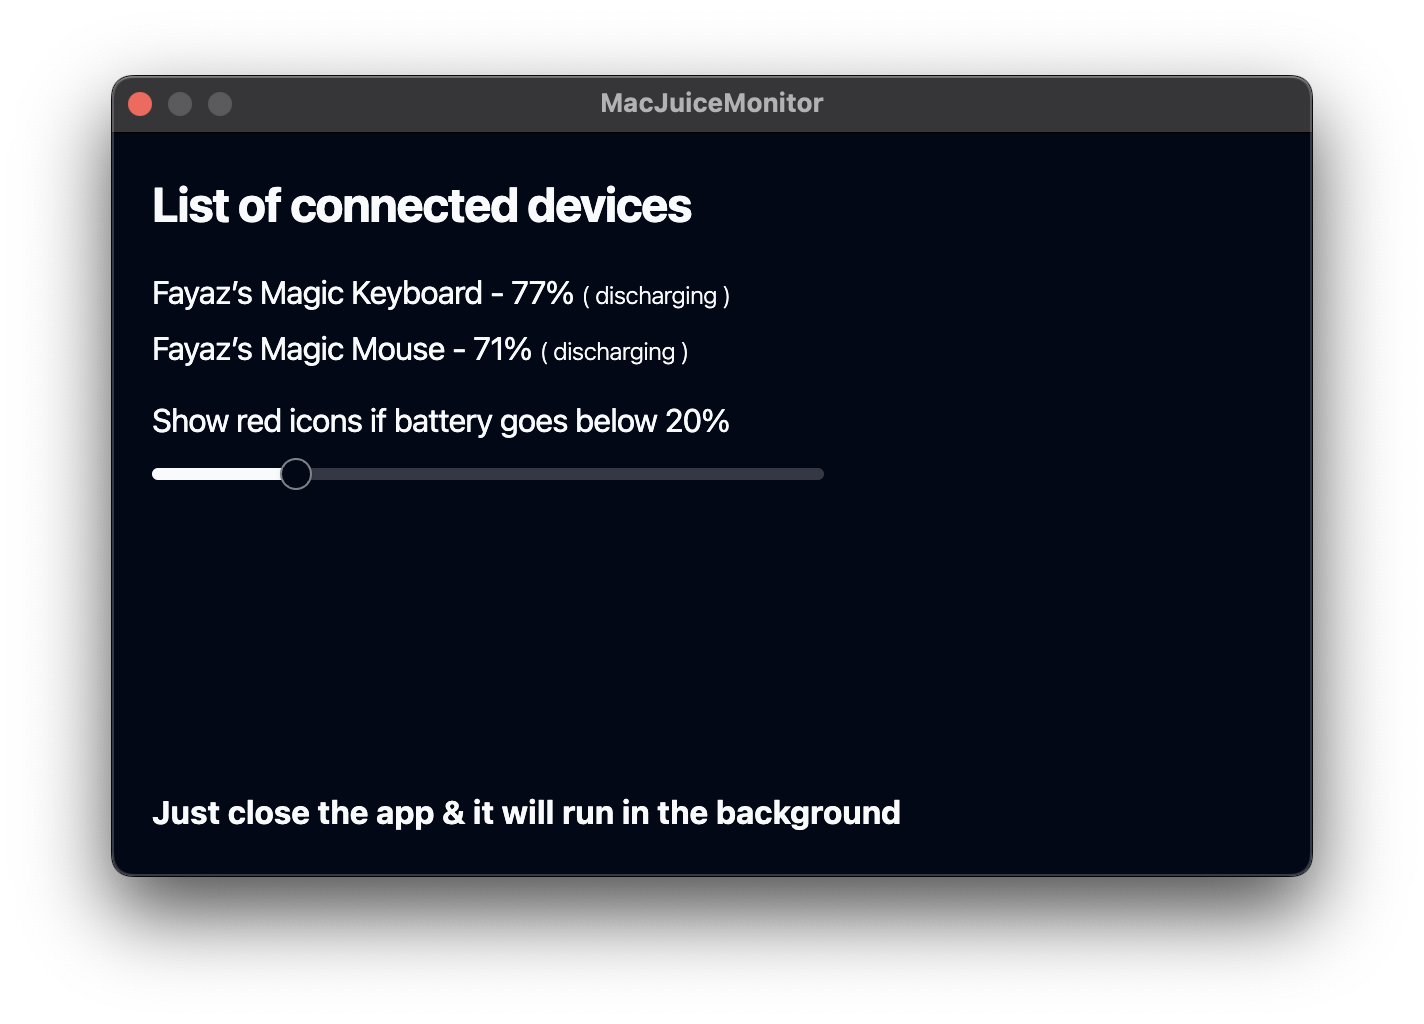 MacJuiceMonitor
List of connected devices
Fayaz’s Magic Keyboard - 77% ( discharging )
Fayaz’s Magic Mouse - 71% ( discharging )
Show red icons if battery goes below 20%
Just close the app & it will run in the background